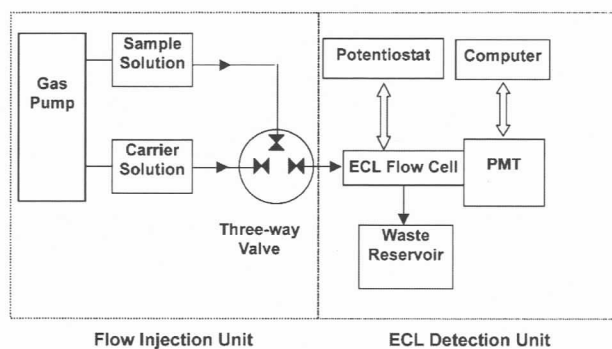 Gas
Pump
Sample
Solution
Carrier
Solution
Three-way
Valve
Potentiostat
Computer
ECL Flow Cell
PMT
Waste
Reservoir
Flow Injection Unit
ECL Detection Unit